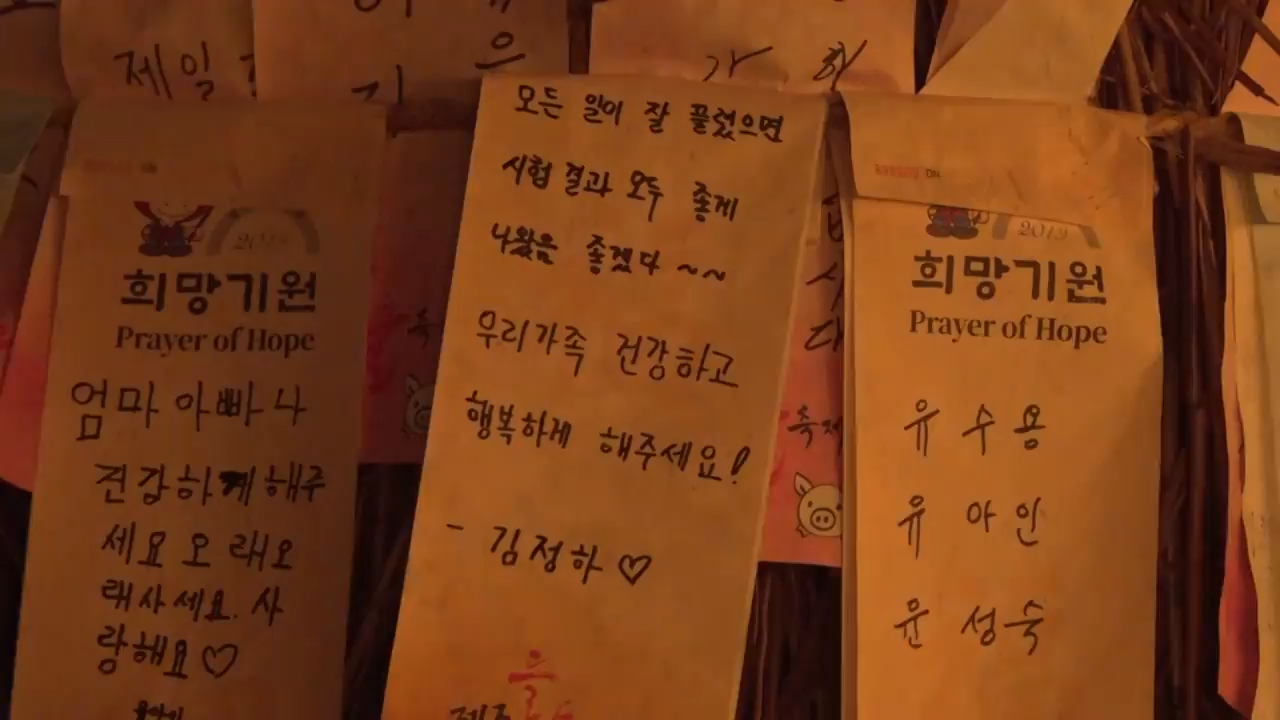 제일
모든 일이 잘 풀렸으면
시험 결과 모두 좋게
나왔음 좋겠다 ~~
우리가족 건강하고
행복하게 해주세요!
- 김정하 ♡
2019
희망기원
Prayer of Hope
엄마 아빠 나
건강하게 해주
세요 오래오
래사세요. 사
랑해요 ♡
2019
희망기원
Prayer of Hope
유 수 용
유 아 인
윤 성숙